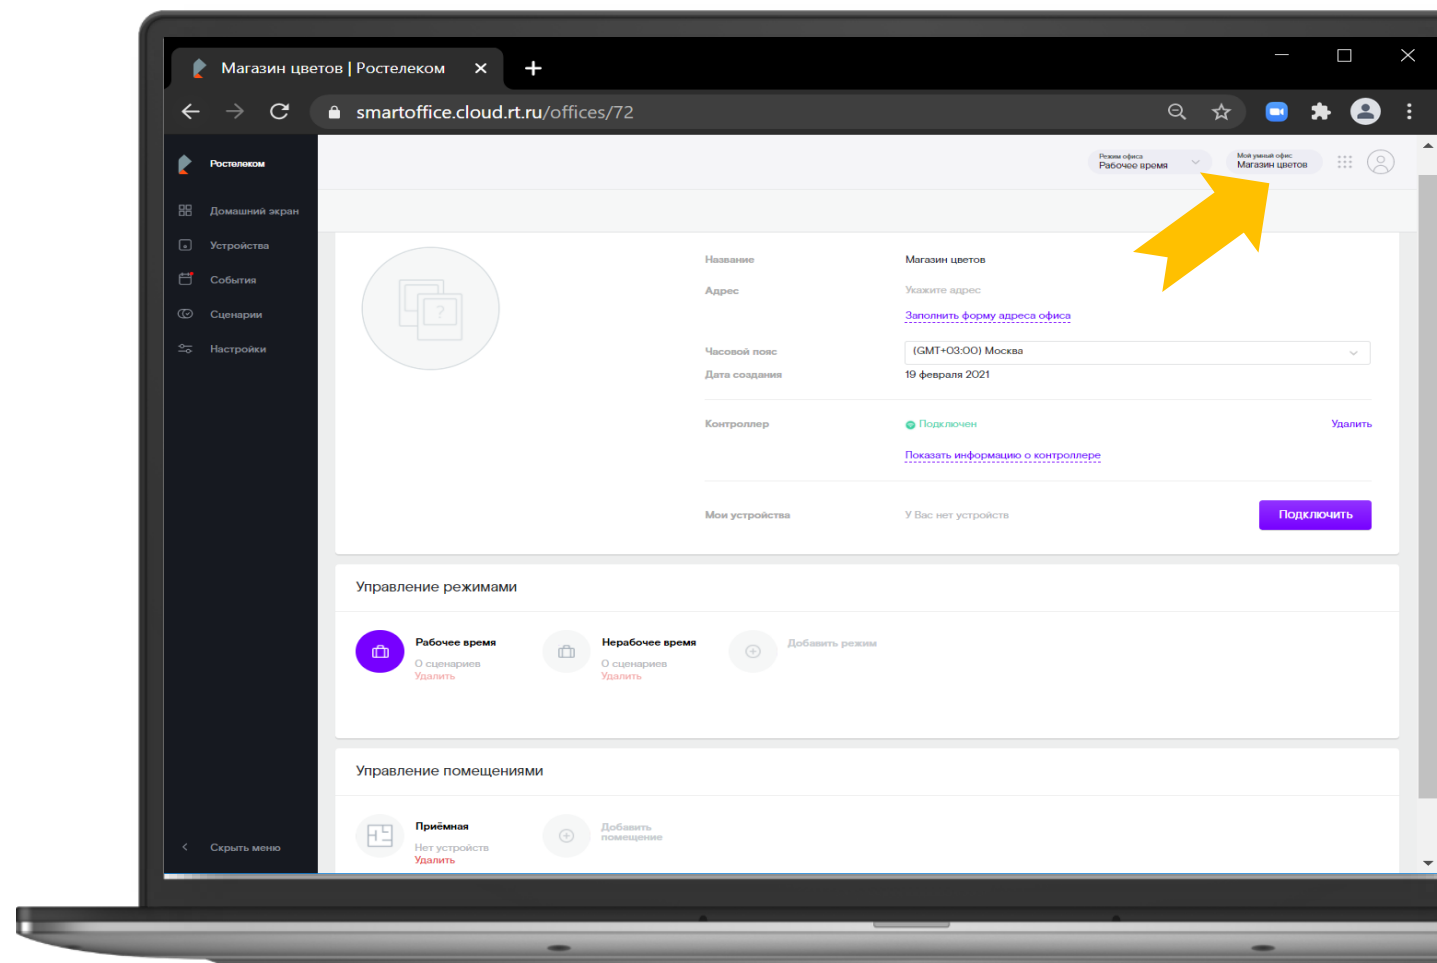 Магазин цветов | Ростелеком
smartoffice.cloud.rt.ru/offices/72
Ростелеком
Режим офиса
Рабочее время
Мой умный офис
Магазин цветов
Домашний экран
Устройства
События
Сценарии
Настройки
Название
Магазин цветов
Адрес
Укажите адрес
Заполнить форму адреса офиса
Часовой пояс
(GMT+03:00) Москва
Дата создания
19 февраля 2021
Контроллер
Подключен
Удалить
Показать информацию о контроллере
Мои устройства
У Вас нет устройств
Подключить
Управление режимами
Рабочее время
0 сценариев
Удалить
Нерабочее время
0 сценариев
Удалить
Добавить режим
Управление помещениями
Приёмная
Нет устройств
Удалить
Добавить
помещение
Скрыть меню